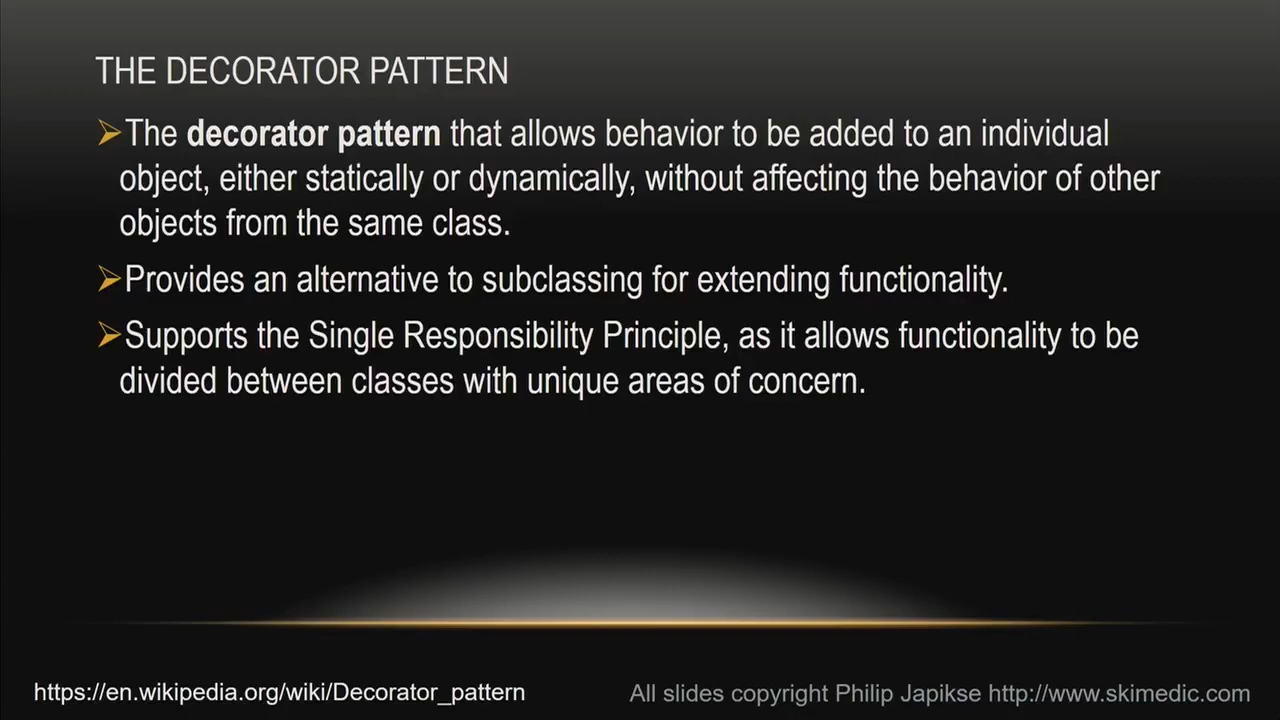 THE DECORATOR PATTERN
The decorator pattern that allows behavior to be added to an individual
object, either statically or dynamically, without affecting the behavior of other
objects from the same class.
Provides an alternative to subclassing for extending functionality.
Supports the Single Responsibility Principle, as it allows functionality to be
divided between classes with unique areas of concern.
https://en.wikipedia.org/wiki/Decorator_pattern
All slides copyright Philip Japikse http://www.skimedic.com